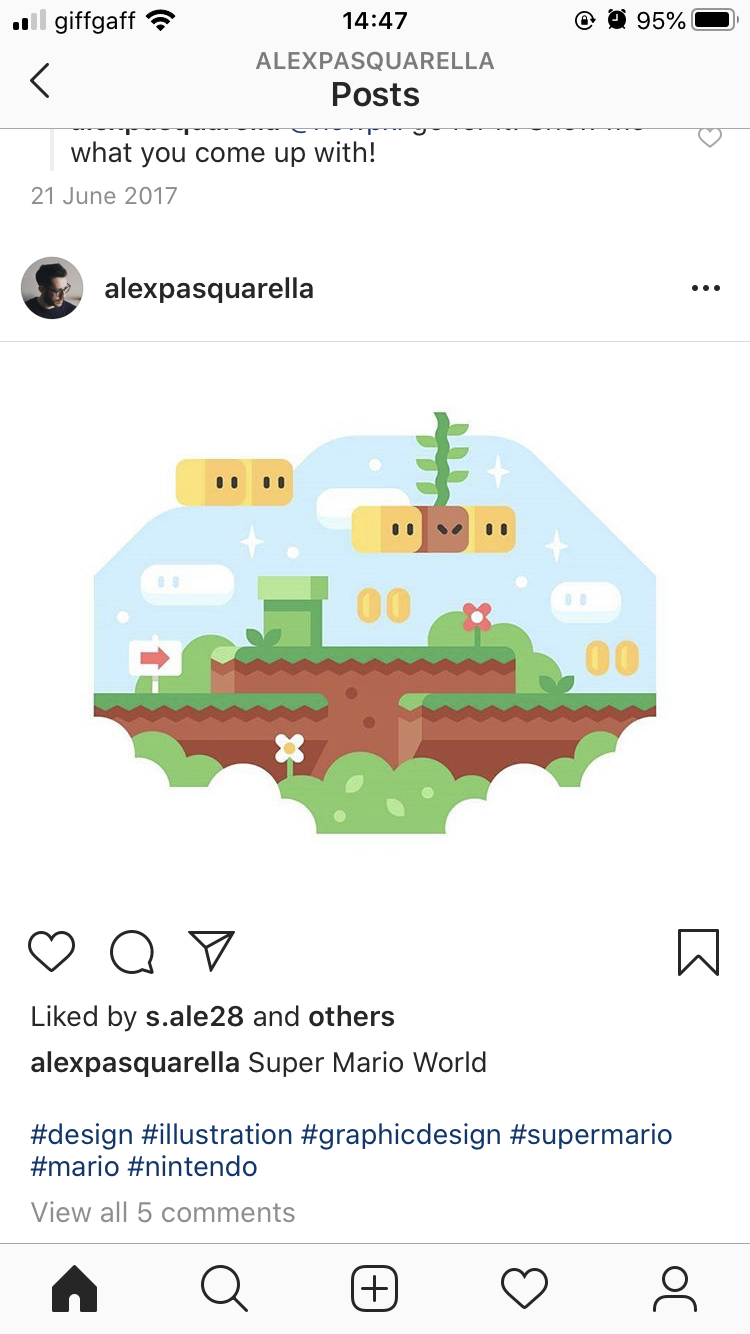 giffgaff 14:47 95%
ALEXPASQUARELLA
Posts
what you come up with!
21 June 2017
alexpasquarella
Liked by s.ale28 and others
alexpasquarella Super Mario World
#design #illustration #graphicdesign #supermario
#mario #nintendo
View all 5 comments